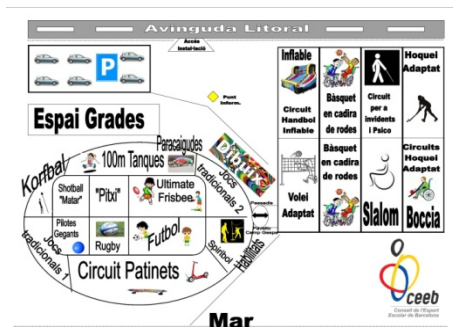 Avinguda Litoral
Accés
Instal·lació
P
Punt
Inform.
Espai Grades
Inflable
Circuit
Handbol
Inflable
Bàsquet
en cadira
de rodes
Circuit
per a
invidents
i Psico
Hoquei
Adaptat
Volei
Adaptat
Bàsquet
en cadira
de rodes
Slalom
Circuits
Hoquei
Adaptat
Boccia
Korfbal
100m Tanques
Paracaigudes
Jocs
tradicionals 2
Shotball
"Matar"
"Pitxi"
Ultimate
Frisbee
Pilotes
Gegants
Rugby
Futbol
Spiribol
Habilitats
Jocs
tradicionals 1
Circuit Patinets
Mar
ceeb
Consell de l'Esport
Escolar de Barcelona